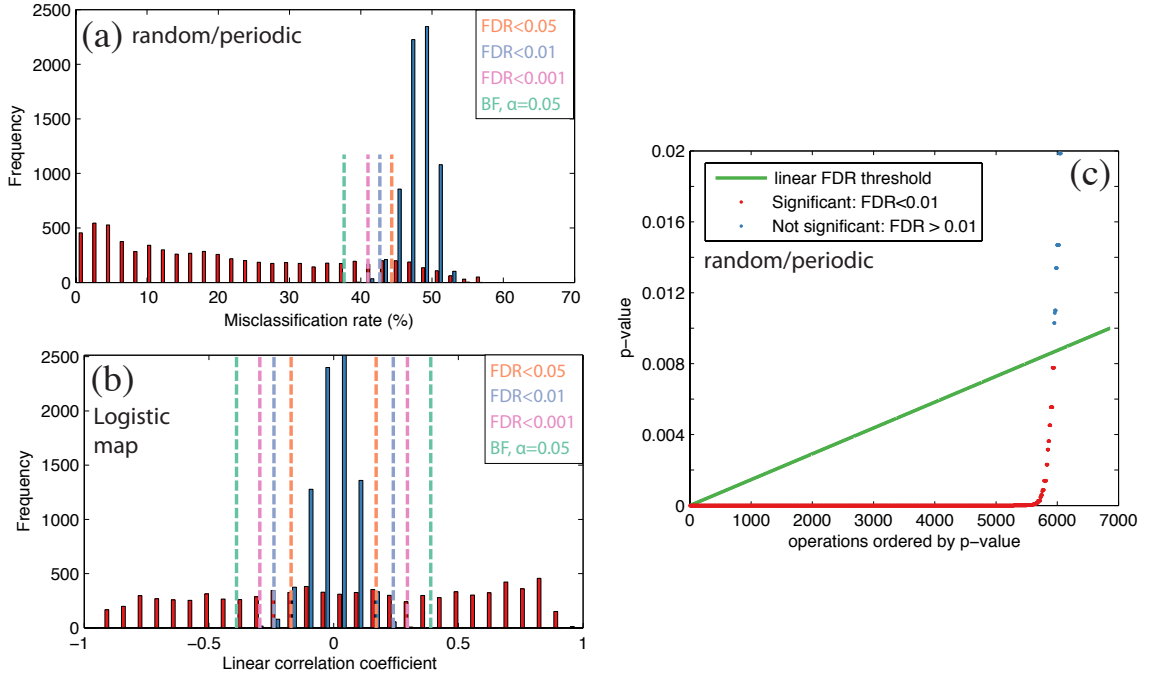 (a) random/periodic
FDR<0.05
FDR<0.01
FDR<0.001
BF, α=0.05
2500
2000
1500
1000
500
0
Frequency
0 10 20 30 40 50 60 70
Misclassification rate (%)
(b)
Logistic
map
FDR<0.05
FDR<0.01
FDR<0.001
BF, α=0.05
2500
2000
1500
1000
500
0
Frequency
−1 −0.5 0 0.5 1
Linear correlation coefficient
(c)
linear FDR threshold
Significant: FDR<0.01
Not significant: FDR > 0.01
random/periodic
0.02
0.016
0.012
0.008
0.004
0
p−value
0 1000 2000 3000 4000 5000 6000 7000
operations ordered by p−value